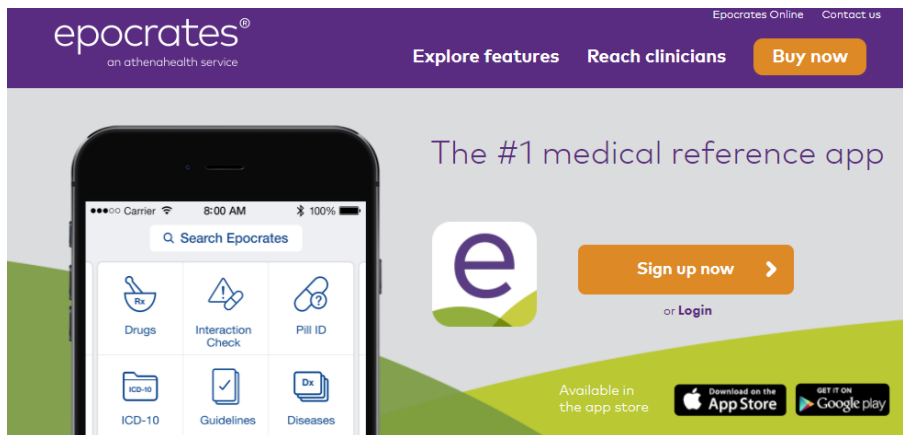 Epocrates Online Contact us
epocrates®
an athenahealth service
Explore features Reach clinicians Buy now
The #1 medical reference app
Carrier 8:00 AM 100%
Search Epocrates
Rx
?
Drugs Interaction Check Pill ID
ICD-10
Dx
ICD-10 Guidelines Diseases
e
Sign up now
or Login
Available in
the app store
Download on the
App Store
GET IT ON
Google play